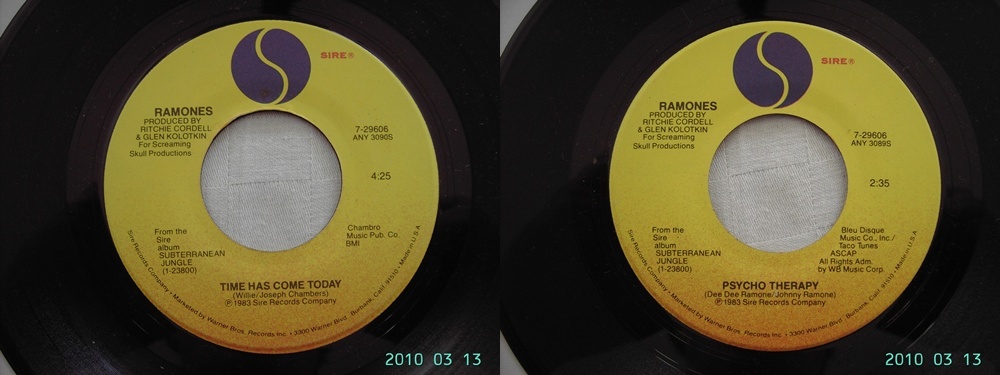 SIRE®
RAMONES
PRODUCED BY
RITCHIE CORDELL
& GLEN KOLOTKIN
For Screaming
Skull Productions
7-29606
ANY 3090S
4:25
From the
Sire
album
SUBTERRANEAN
JUNGLE
(1-23800)
Chambro
Music Pub. Co.
BMI
TIME HAS COME TODAY
(Willie/Joseph Chambers)
℗1983 Sire Records Company
Sire Records Company • Marketed by Warner Bros. Records Inc. • 3300 Warner Blvd., Burbank, Calif. 91510 • Made in U.S.A.
2010 03 13
SIRE®
RAMONES
PRODUCED BY
RITCHIE CORDELL
& GLEN KOLOTKIN
For Screaming
Skull Productions
7-29606
ANY 3089S
2:35
From the
Sire
album
SUBTERRANEAN
JUNGLE
(1-23800)
Bleu Disque
Music Co., Inc./
Taco Tunes
ASCAP
All Rights Adm.
by WB Music Corp.
PSYCHO THERAPY
(Dee Dee Ramone/Johnny Ramone)
℗1983 Sire Records Company
Sire Records Company • Marketed by Warner Bros. Records Inc. • 3300 Warner Blvd., Burbank, Calif. 91510 • Made in U.S.A.
2010 03 13